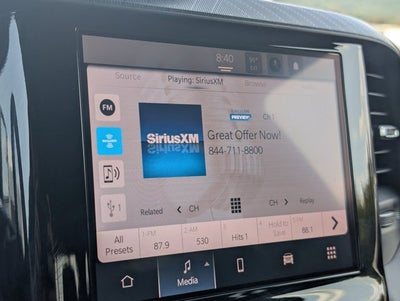 8:40
Source
Playing: SiriusXM
Browse
FM
SiriusXM
PREVIEW
Ch 1
SiriusXM
Great Offer Now!
844-711-8800
1
Related
CH
CH
Replay
All Presets
1-FM
87.9
2-AM
530
Hits 1
4
Hold to Save
5-FM
88.1
Media